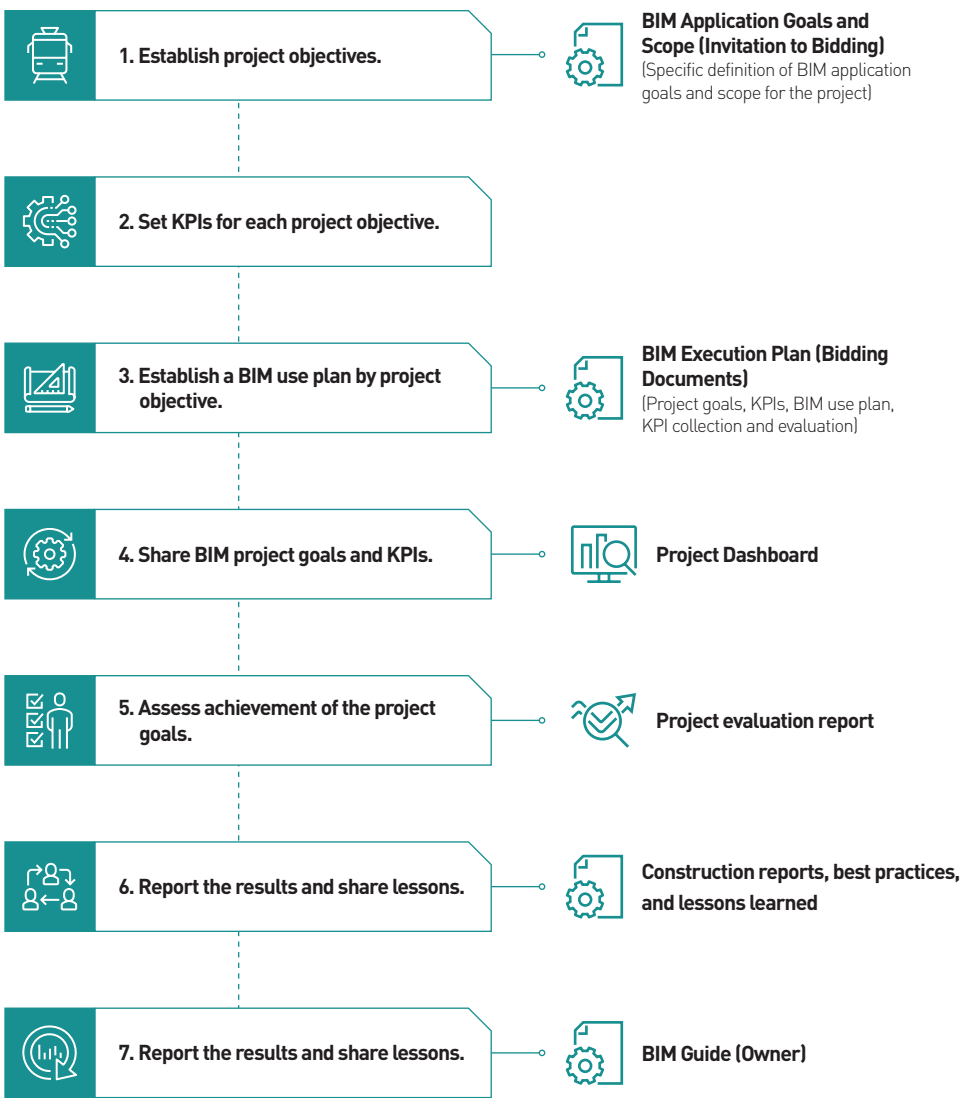 1. Establish project objectives.
BIM Application Goals and
Scope (Invitation to Bidding)
(Specific definition of BIM application
goals and scope for the project)
2. Set KPIs for each project objective.
3. Establish a BIM use plan by project
objective.
BIM Execution Plan (Bidding
Documents)
(Project goals, KPIs, BIM use plan,
KPI collection and evaluation)
4. Share BIM project goals and KPIs.
Project Dashboard
5. Assess achievement of the project
goals.
Project evaluation report
6. Report the results and share lessons.
Construction reports, best practices,
and lessons learned
7. Report the results and share lessons.
BIM Guide (Owner)